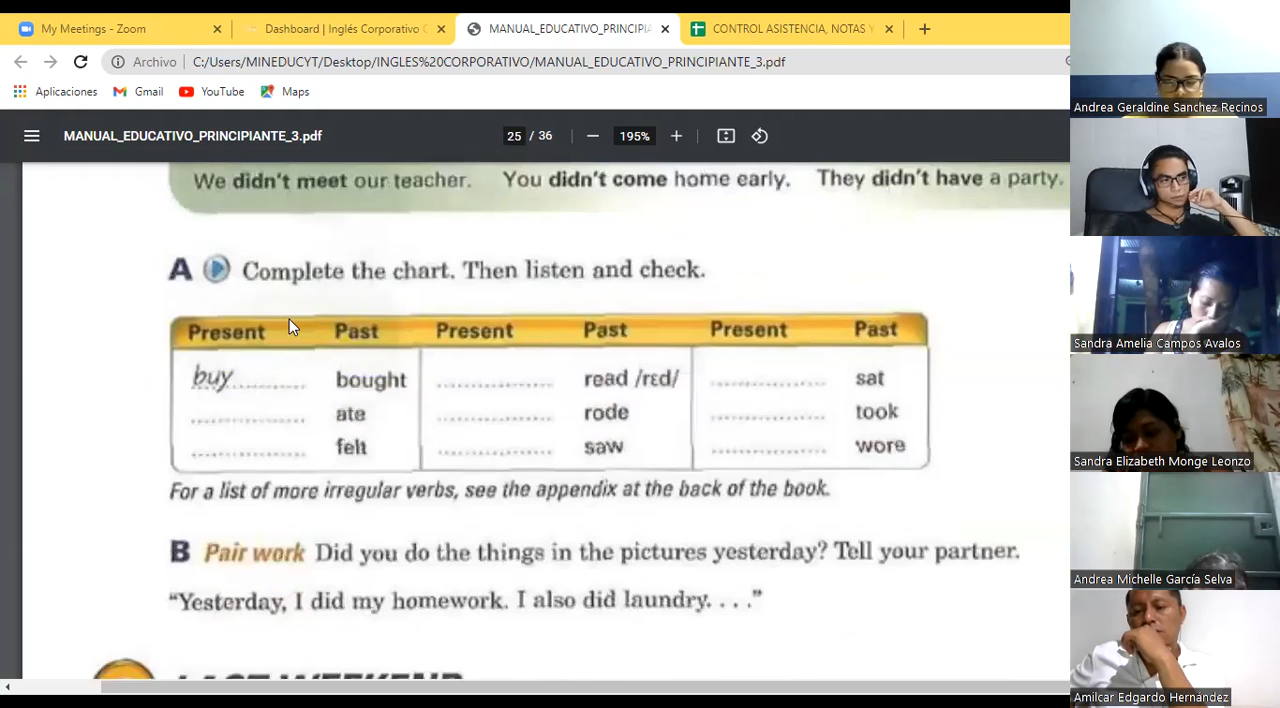 My Meetings - Zoom
Dashboard | Inglés Corporativo
MANUAL_EDUCATIVO_PRINCIPIA
CONTROL ASISTENCIA, NOTAS Y
Archivo
C:/Users/MINEDUCYT/Desktop/INGLES%20CORPORATIVO/MANUAL_EDUCATIVO_PRINCIPIANTE_3.pdf
Aplicaciones
Gmail
YouTube
Maps
MANUAL_EDUCATIVO_PRINCIPIANTE_3.pdf
25 / 36
195%
We didn't meet our teacher. You didn't come home early. They didn't have a party.
A Complete the chart. Then listen and check.
Present Past Present Past Present Past
buy bought read /rɛd/ sat
ate rode took
felt saw wore
For a list of more irregular verbs, see the appendix at the back of the book.
B Pair work Did you do the things in the pictures yesterday? Tell your partner.
“Yesterday, I did my homework. I also did laundry. . . .”
LAST WEEKEND
Andrea Geraldine Sanchez Recinos
Sandra Amelia Campos Avalos
Sandra Elizabeth Monge Leonzo
Andrea Michelle García Selva
Amilcar Edgardo Hernández